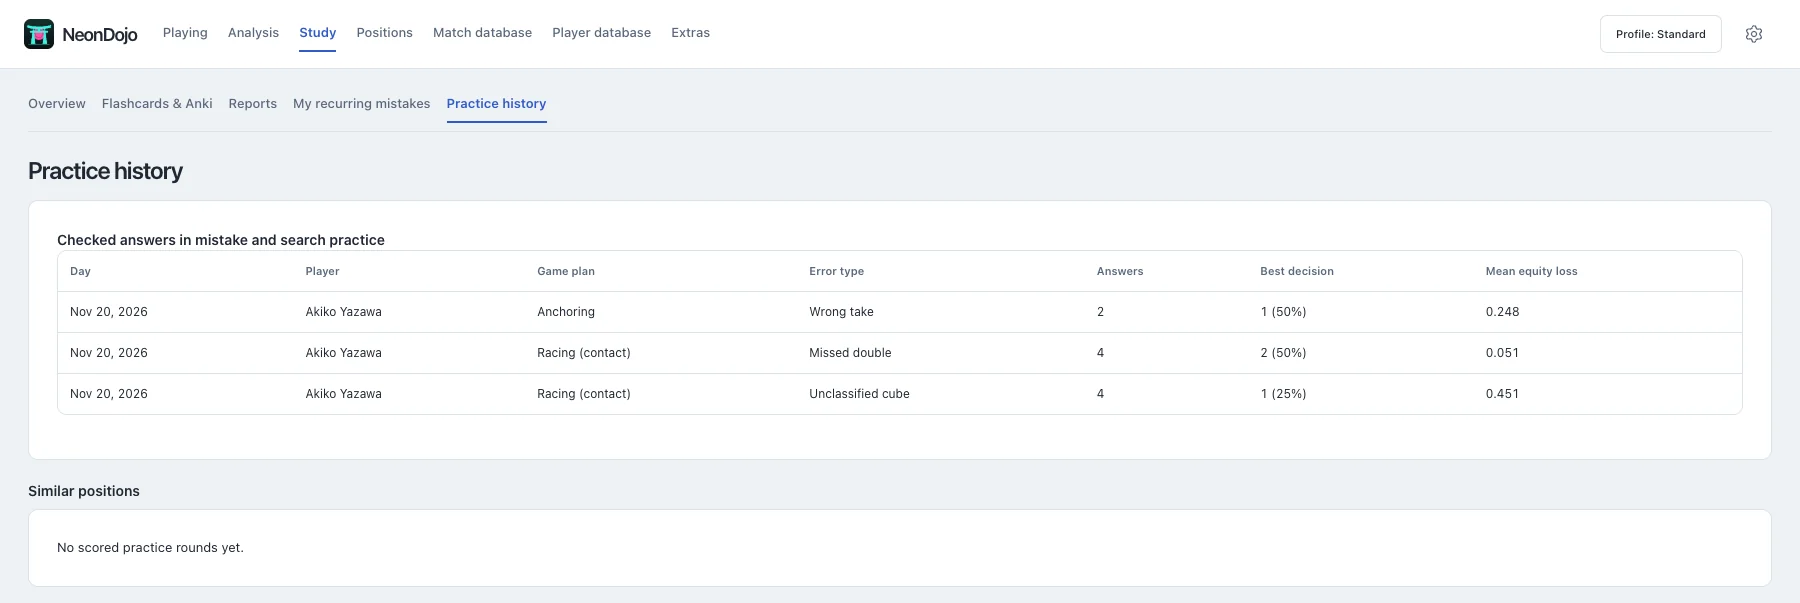 NeonDojo Playing Analysis Study Positions Match database Player database Extras Profile: Standard
Overview Flashcards & Anki Reports My recurring mistakes Practice history
Practice history
Checked answers in mistake and search practice
Day Player Game plan Error type Answers Best decision Mean equity loss
Nov 20, 2026 Akiko Yazawa Anchoring Wrong take 2 1 (50%) 0.248
Nov 20, 2026 Akiko Yazawa Racing (contact) Missed double 4 2 (50%) 0.051
Nov 20, 2026 Akiko Yazawa Racing (contact) Unclassified cube 4 1 (25%) 0.451
Similar positions
No scored practice rounds yet.